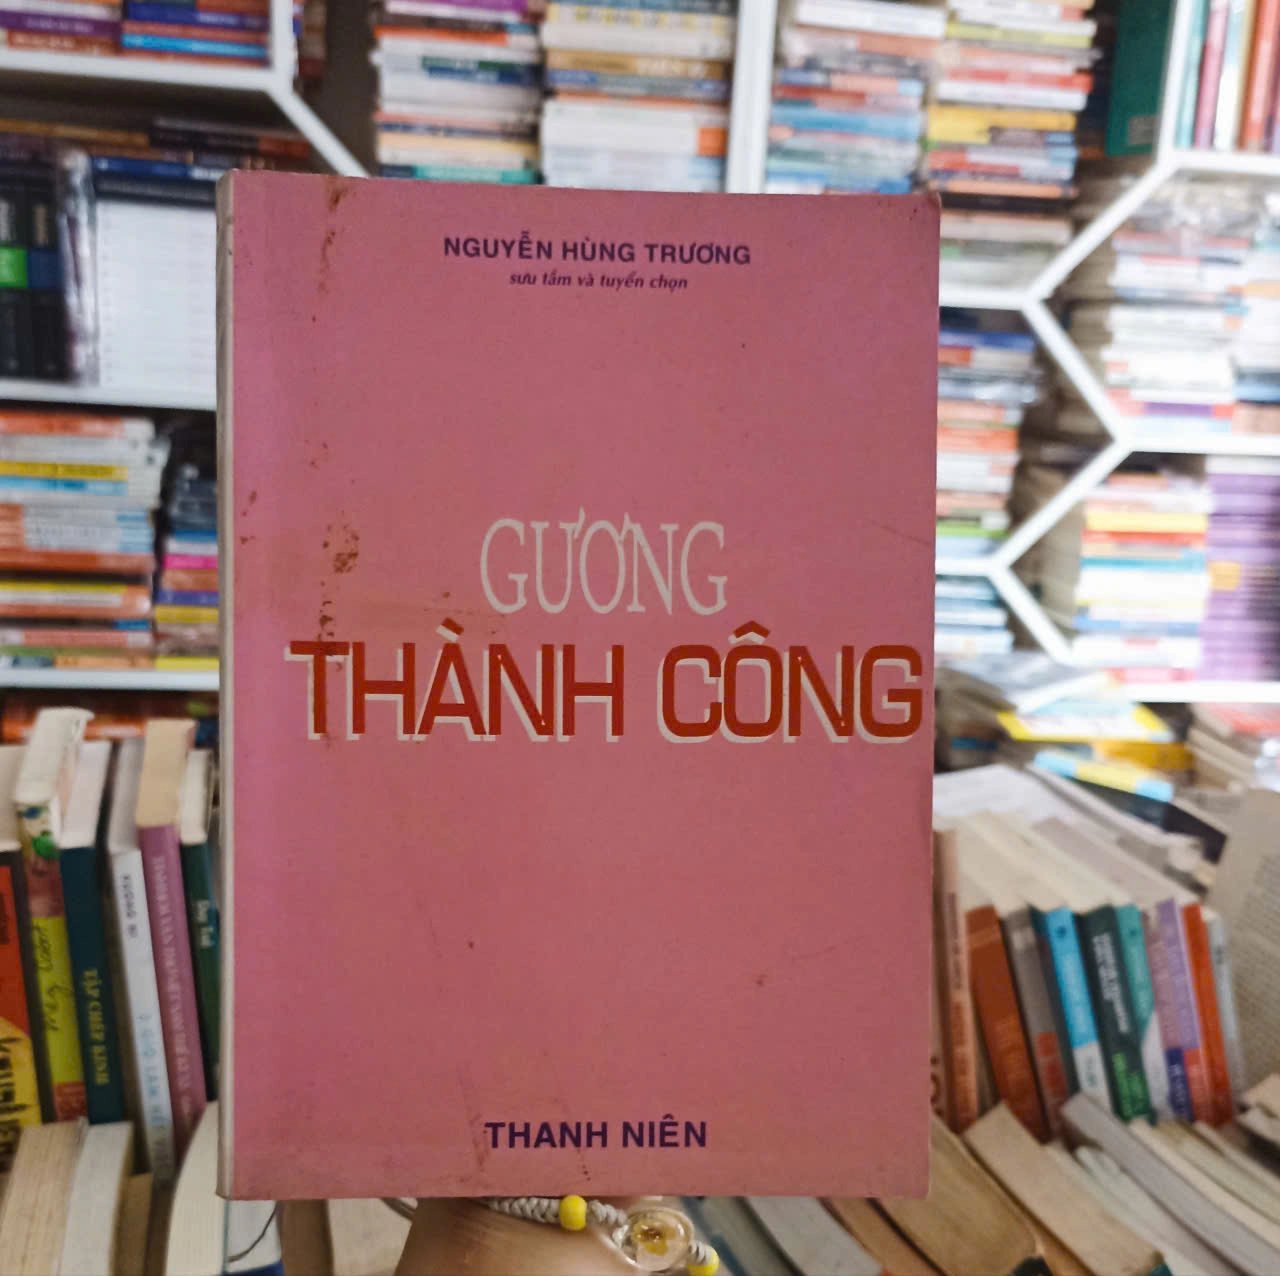 NGUYỄN HÙNG TRƯƠNG
sưu tầm và tuyển chọn
GƯƠNG
THÀNH CÔNG
THANH NIÊN